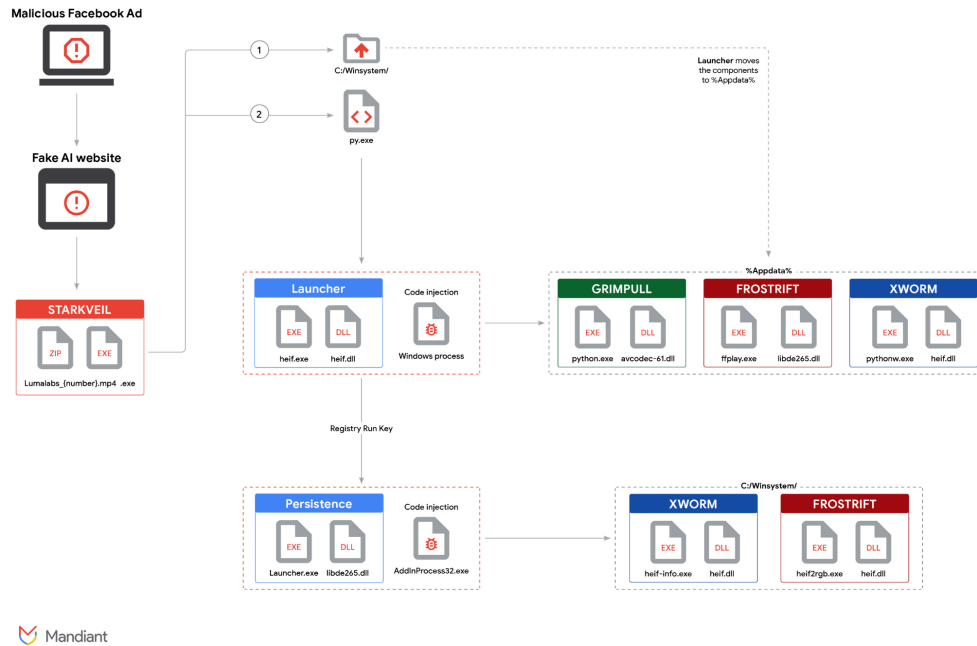 Malicious Facebook Ad
1
C:/Winsystem/
Launcher moves
the components
to %Appdata%
2
py.exe
Fake AI website
STARKVEIL
ZIP
EXE
Lumalabs_{number}.mp4 .exe
Launcher
EXE
DLL
heif.exe
heif.dll
Code injection
Windows process
%Appdata%
GRIMPULL
EXE
DLL
python.exe
avcodec-61.dll
FROSTRIFT
EXE
DLL
ffplay.exe
libde265.dll
XWORM
EXE
DLL
pythonw.exe
heif.dll
Registry Run Key
Persistence
EXE
DLL
Launcher.exe
libde265.dll
Code injection
AddInProcess32.exe
C:/Winsystem/
XWORM
EXE
DLL
heif-info.exe
heif.dll
FROSTRIFT
EXE
DLL
heif2rgb.exe
heif.dll
Mandiant